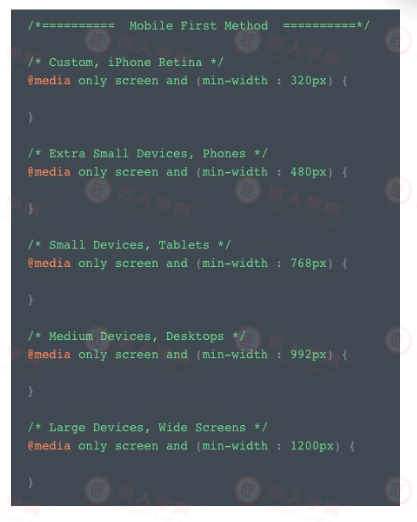 /*========== Mobile First Method ==========*/
/* Custom, iPhone Retina */
@media only screen and (min-width : 320px) {
}
/* Extra Small Devices, Phones */
@media only screen and (min-width : 480px) {
}
/* Small Devices, Tablets */
@media only screen and (min-width : 768px) {
}
/* Medium Devices, Desktops */
@media only screen and (min-width : 992px) {
}
/* Large Devices, Wide Screens */
@media only screen and (min-width : 1200px) {
}